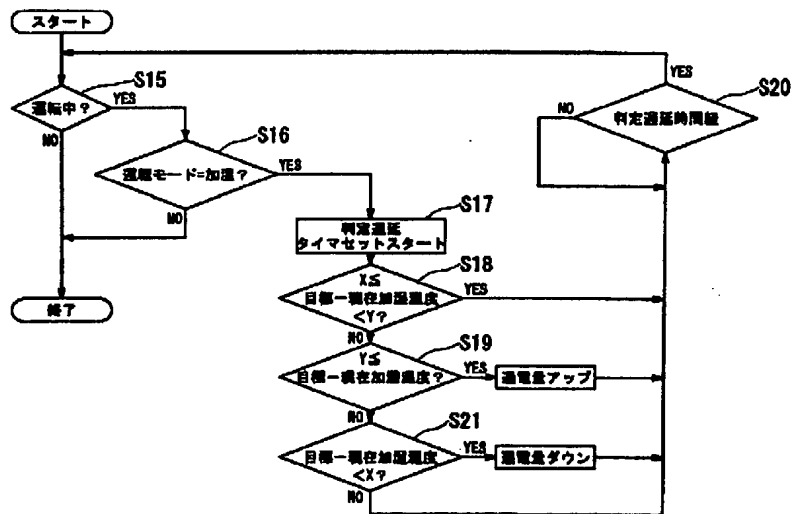 スタート
S15
運転中？
YES
NO
S16
運転モード=加湿？
YES
NO
S17
判定遅延
タイマセットスタート
S18
X≦
目標ー現在加湿湿度
<Y？
YES
NO
S19
Y≦
目標ー現在加湿湿度？
YES
通電量アップ
NO
S21
目標ー現在加湿湿度
<X？
YES
通電量ダウン
NO
S20
判定遅延時間経
YES
NO
終了